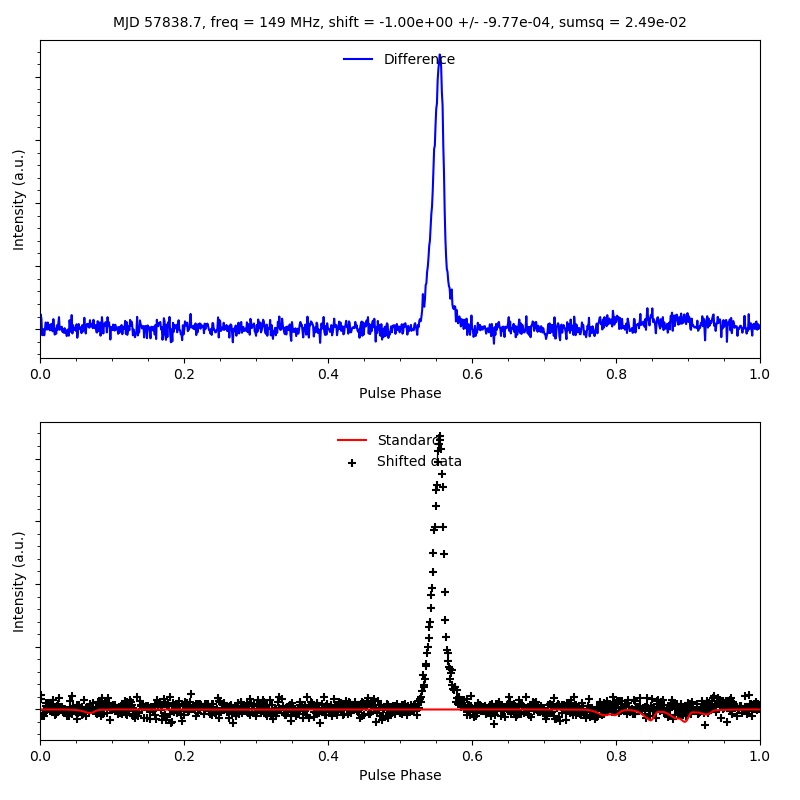 MJD 57838.7, freq = 149 MHz, shift = -1.00e+00 +/- -9.77e-04, sumsq = 2.49e-02
Difference
Intensity (a.u.)
0.0 0.2 0.4 0.6 0.8 1.0
Pulse Phase
Standard
Shifted data
Intensity (a.u.)
0.0 0.2 0.4 0.6 0.8 1.0
Pulse Phase